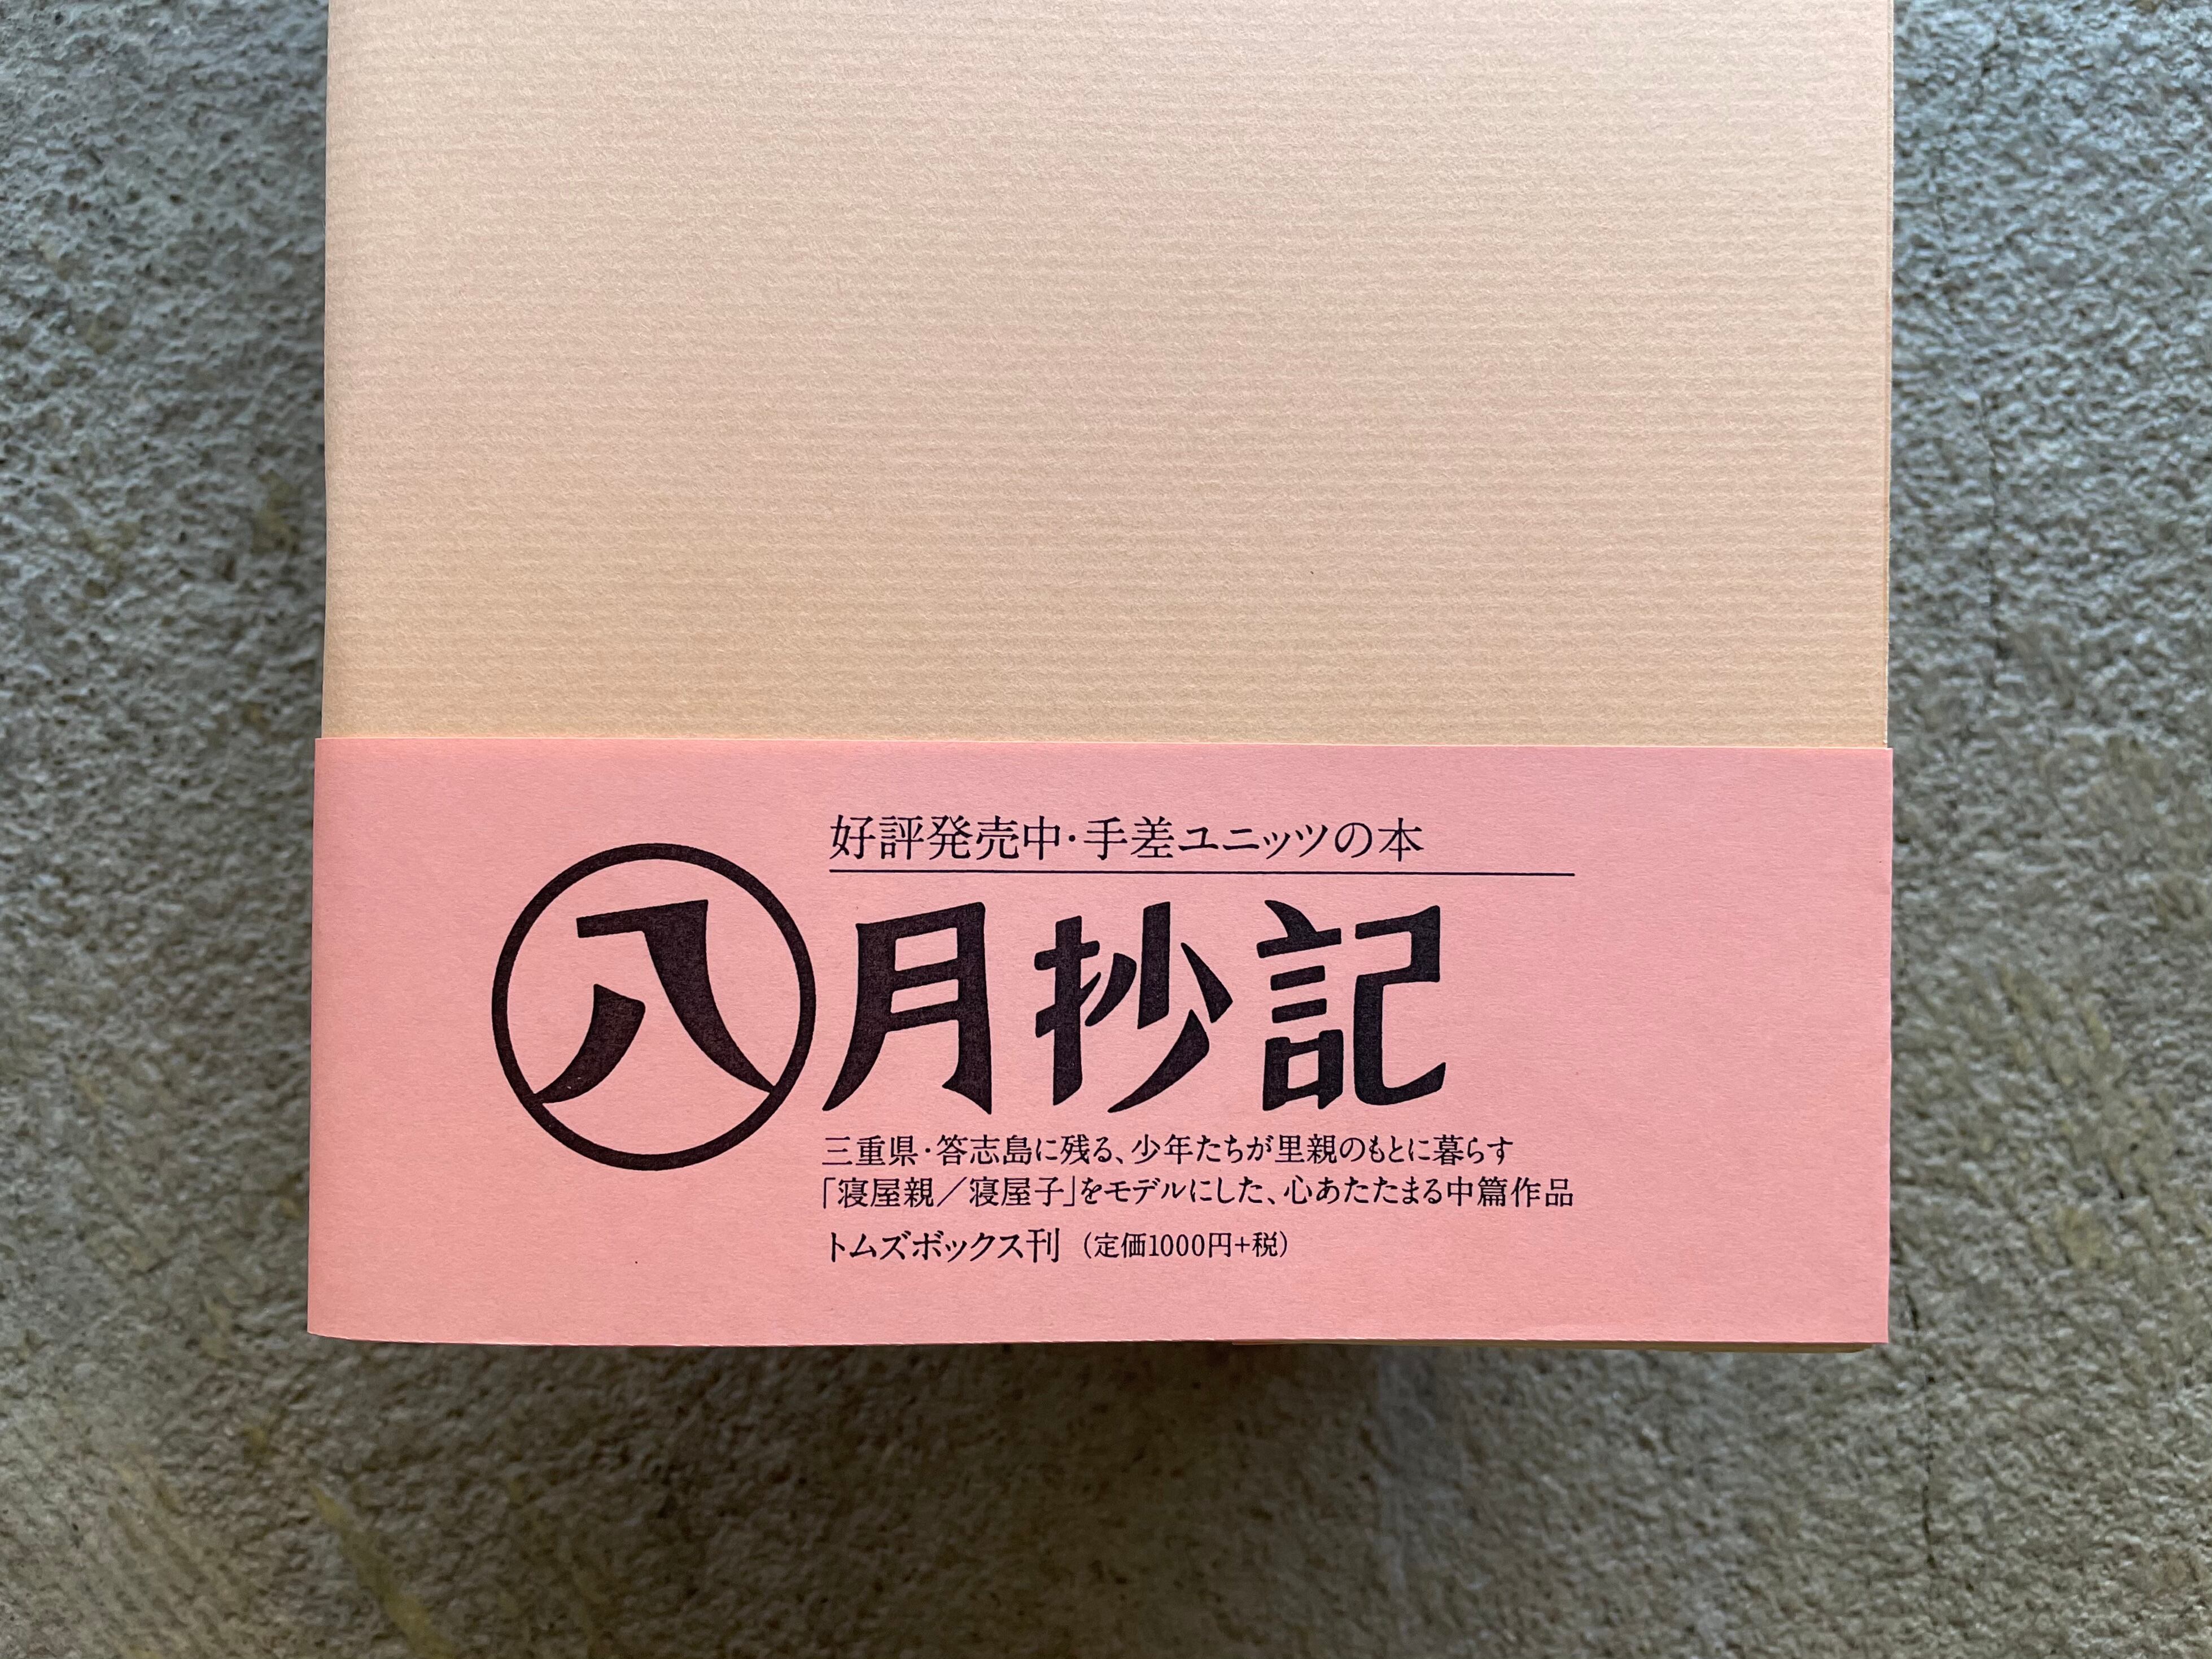 好評発売中・手差ユニッツの本
八月抄記
三重県・答志島に残る、少年たちが里親のもとに暮らす
「寝屋親／寝屋子」をモデルにした、心あたたまる中篇作品
トムズボックス刊（定価1000円+税）